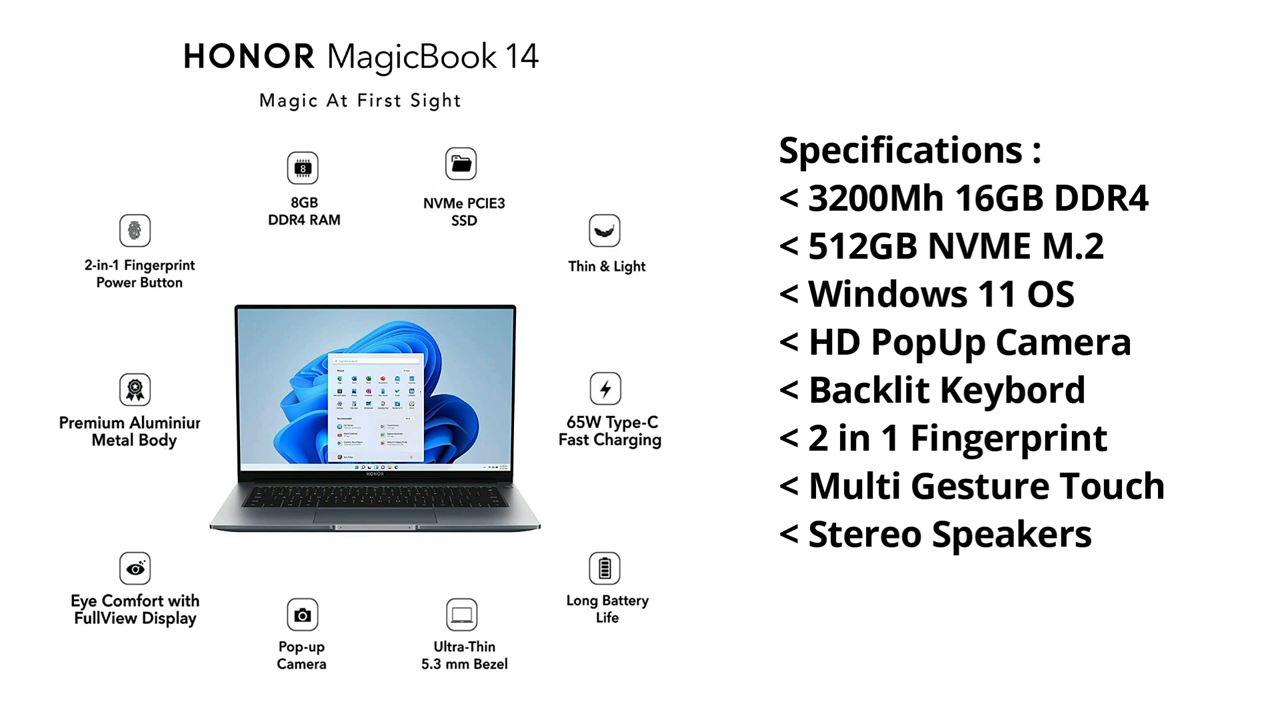 HONOR MagicBook 14
Magic At First Sight
8
8GB
DDR4 RAM
NVMe PCIE3
SSD
2-in-1 Fingerprint
Power Button
Thin & Light
Premium Aluminiur
Metal Body
65W Type-C
Fast Charging
HONOR
Eye Comfort with
FullView Display
Long Battery
Life
Pop-up
Camera
Ultra-Thin
5.3 mm Bezel
Specifications :
< 3200Mh 16GB DDR4
< 512GB NVME M.2
< Windows 11 OS
< HD PopUp Camera
< Backlit Keybord
< 2 in 1 Fingerprint
< Multi Gesture Touch
< Stereo Speakers